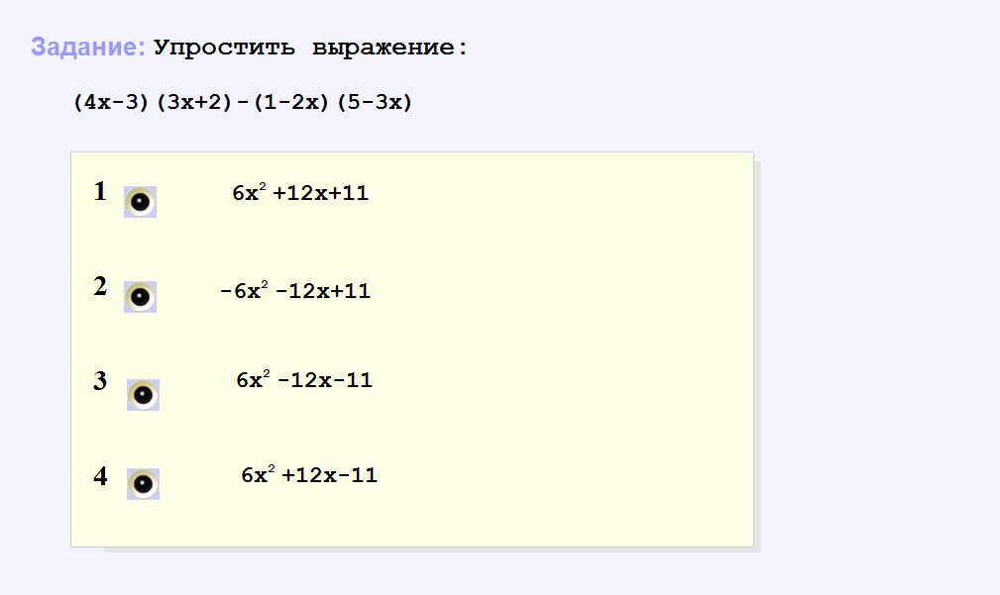 Задание: Упростить выражение:
(4x-3)(3x+2)-(1-2x)(5-3x)
1 6x² +12x+11
2 -6x² -12x+11
3 6x² -12x-11
4 6x² +12x-11